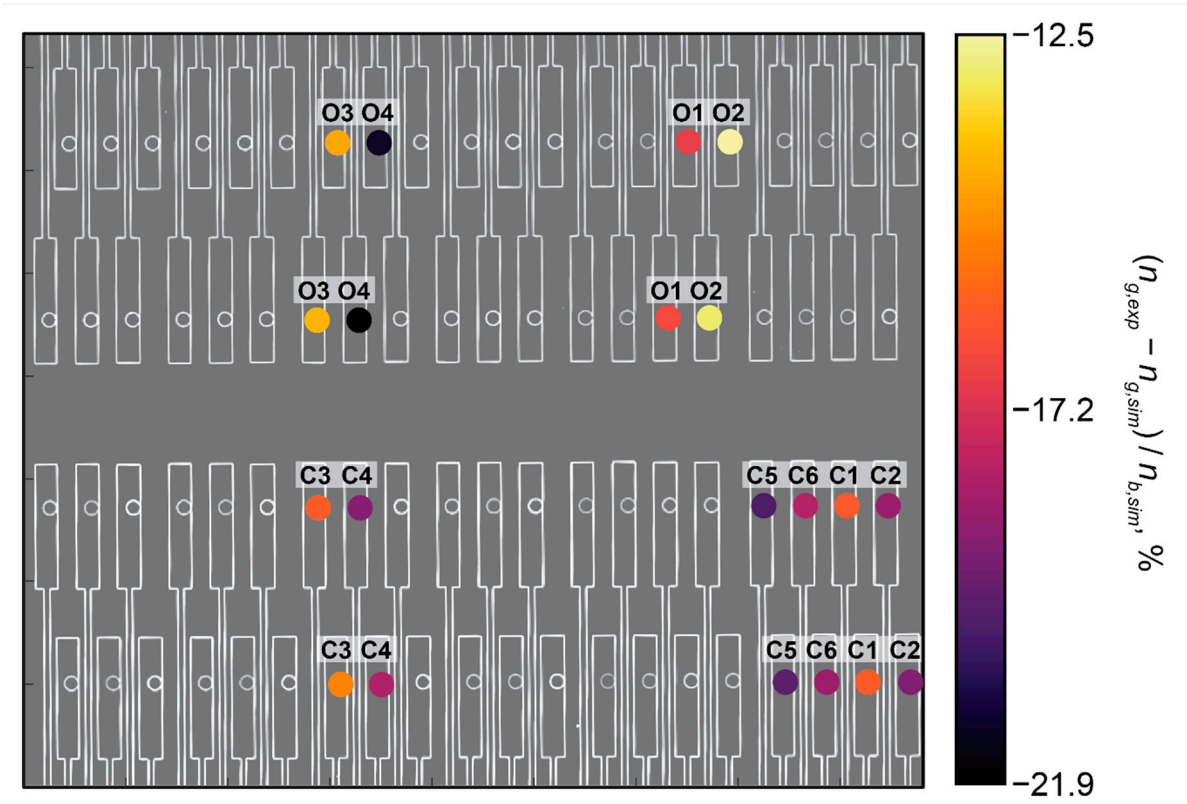 −12.5
O3 O4 O1 O2
O3 O4 O1 O2
−17.2
(n_g,exp − n_g,sim) / n_b,sim, %
C3 C4 C5 C6 C1 C2
C3 C4 C5 C6 C1 C2
−21.9